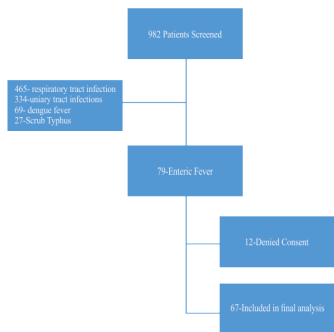 982 Patients Screened
465- respiratory tract infection
334-uniary tract infections
69- dengue fever
27-Scrub Typhus
79-Enteric Fever
12-Denied Consent
67-Included in final analysis